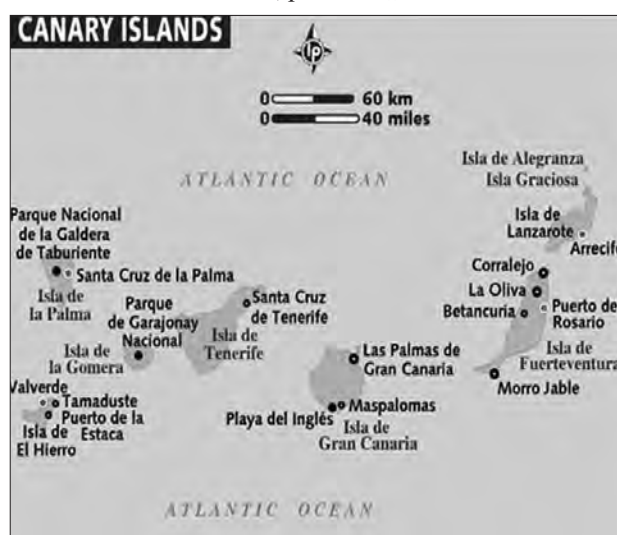 CANARY ISLANDS
lp
0 60 km
0 40 miles
ATLANTIC OCEAN
Isla de Alegranza
Isla Graciosa
Isla de
Lanzarote
Arrecife
Parque Nacional
de la Galdera
de Taburiente
Santa Cruz de la Palma
Isla de
la Palma
Parque
de Garajonay
Nacional
Isla de
la Gomera
Santa Cruz
de Tenerife
Isla de
Tenerife
Corralejo
La Oliva
Betancuria
Puerto del
Rosario
Isla de
Fuerteventura
Morro Jable
Las Palmas de
Gran Canaria
Playa del Inglés
Maspalomas
Isla de
Gran Canaria
Valverde
Tamaduste
Puerto de la
Estaca
Isla de
El Hierro
ATLANTIC OCEAN